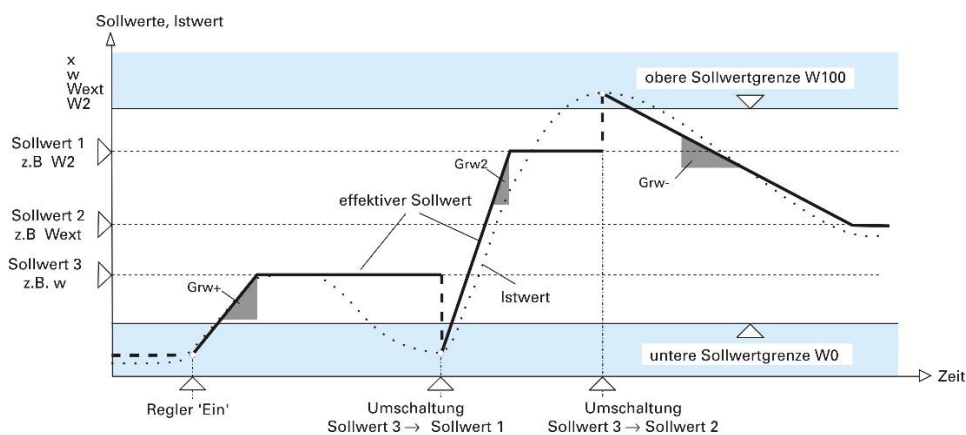 Sollwerte, Istwert
x
w
Wext
W2
obere Sollwertgrenze W100
Sollwert 1
z.B W2
Grw2
Grw-
effektiver Sollwert
Sollwert 2
z.B Wext
Sollwert 3
z.B. w
Grw+
Istwert
untere Sollwertgrenze W0
Zeit
Regler 'Ein'
Umschaltung
Sollwert 3 → Sollwert 1
Umschaltung
Sollwert 3 → Sollwert 2